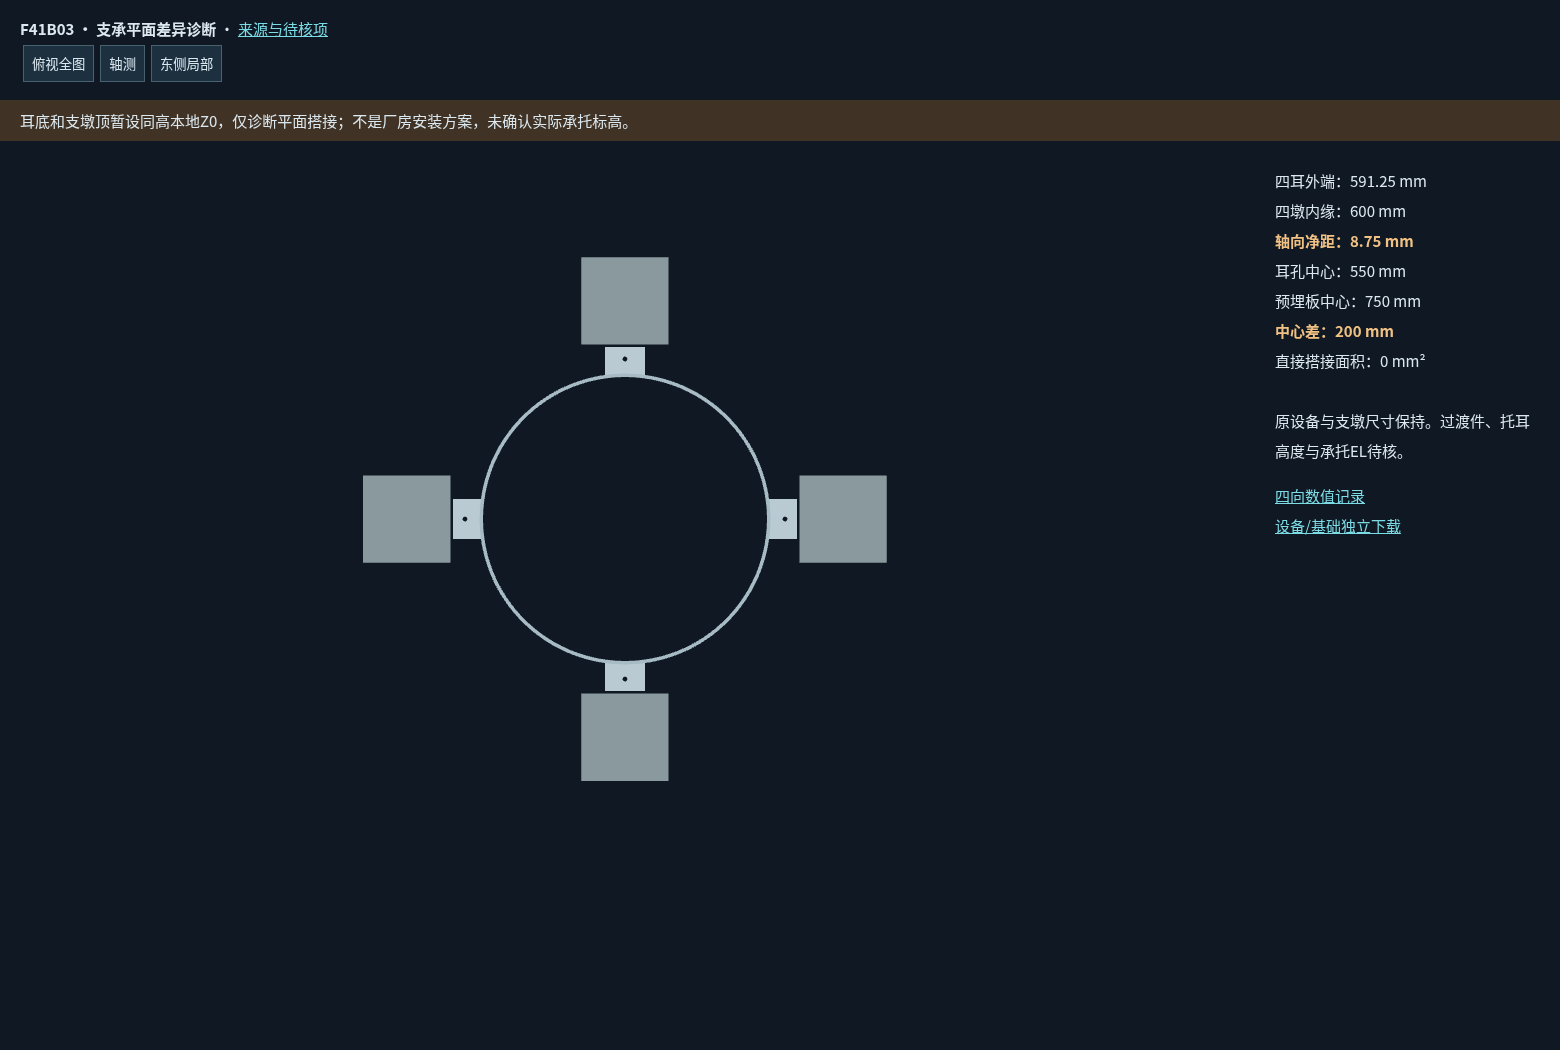 F41B03 · 支承平面差异诊断 · 来源与待核项
俯视全图 轴测 东侧局部
耳底和支墩顶暂设同高本地Z0，仅诊断平面搭接；不是厂房安装方案，未确认实际承托标高。
四耳外端：591.25 mm
四墩内缘：600 mm
轴向净距：8.75 mm
耳孔中心：550 mm
预埋板中心：750 mm
中心差：200 mm
直接搭接面积：0 mm²
原设备与支墩尺寸保持。过渡件、托耳
高度与承托EL待核。
四向数值记录
设备/基础独立下载